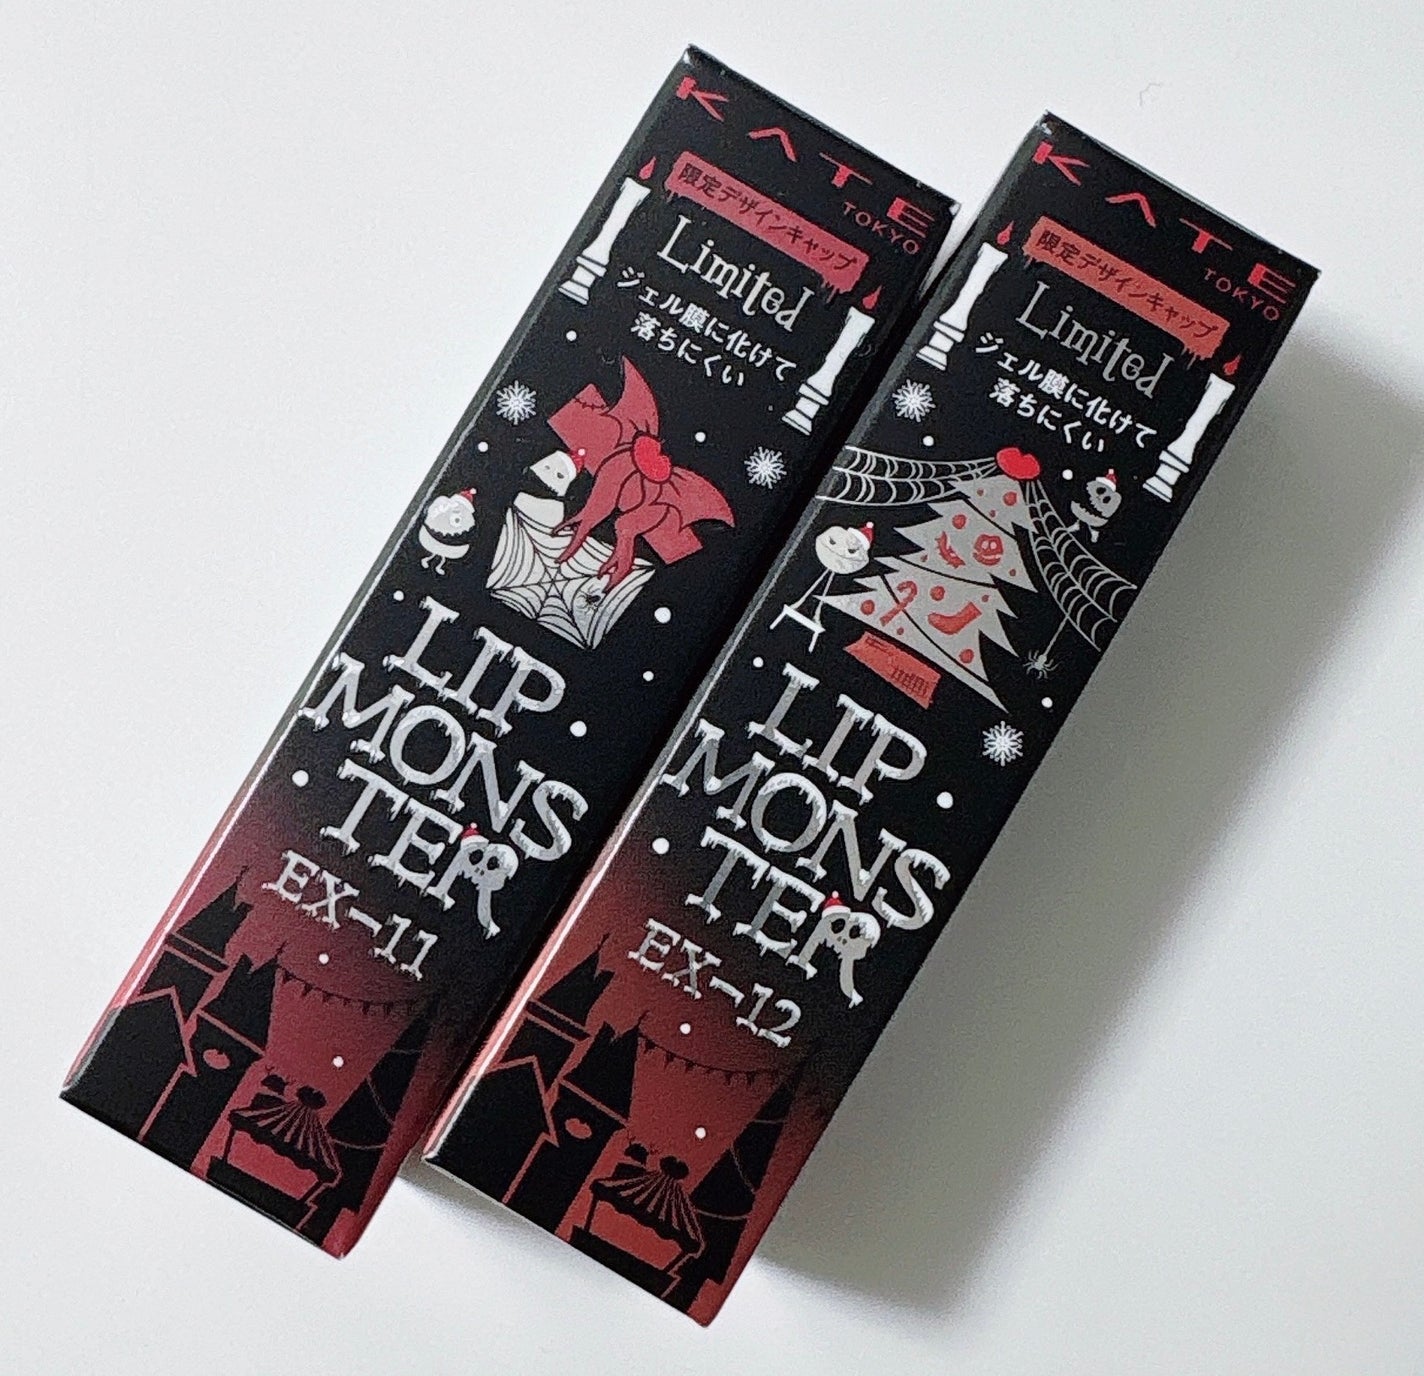 KATE
TOKYO
限定デザインキャップ
Limited
ジェル膜に化けて
落ちにくい
LIP
MONS
TER
EX-11
KATE
TOKYO
限定デザインキャップ
Limited
ジェル膜に化けて
落ちにくい
LIP
MONS
TER
EX-12